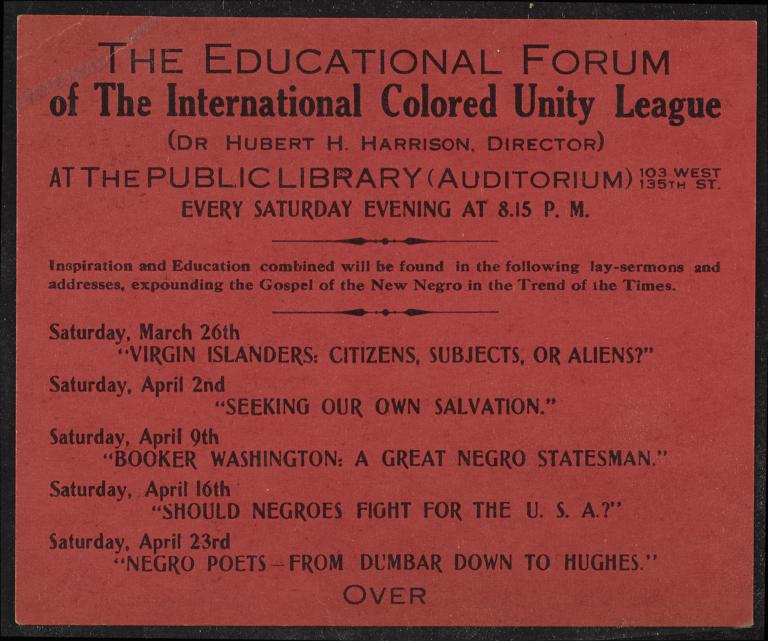 THE EDUCATIONAL FORUM
of The International Colored Unity League
(DR HUBERT H. HARRISON, DIRECTOR)
AT THE PUBLIC LIBRARY (AUDITORIUM) 103 WEST 135TH ST.
EVERY SATURDAY EVENING AT 8.15 P. M.
Inspiration and Education combined will be found in the following lay-sermons and
addresses, expounding the Gospel of the New Negro in the Trend of the Times.
Saturday, March 26th
"VIRGIN ISLANDERS: CITIZENS, SUBJECTS, OR ALIENS?"
Saturday, April 2nd
"SEEKING OUR OWN SALVATION."
Saturday, April 9th
"BOOKER WASHINGTON: A GREAT NEGRO STATESMAN."
Saturday, April 16th
"SHOULD NEGROES FIGHT FOR THE U. S. A.?"
Saturday, April 23rd
"NEGRO POETS—FROM DUMBAR DOWN TO HUGHES."
OVER